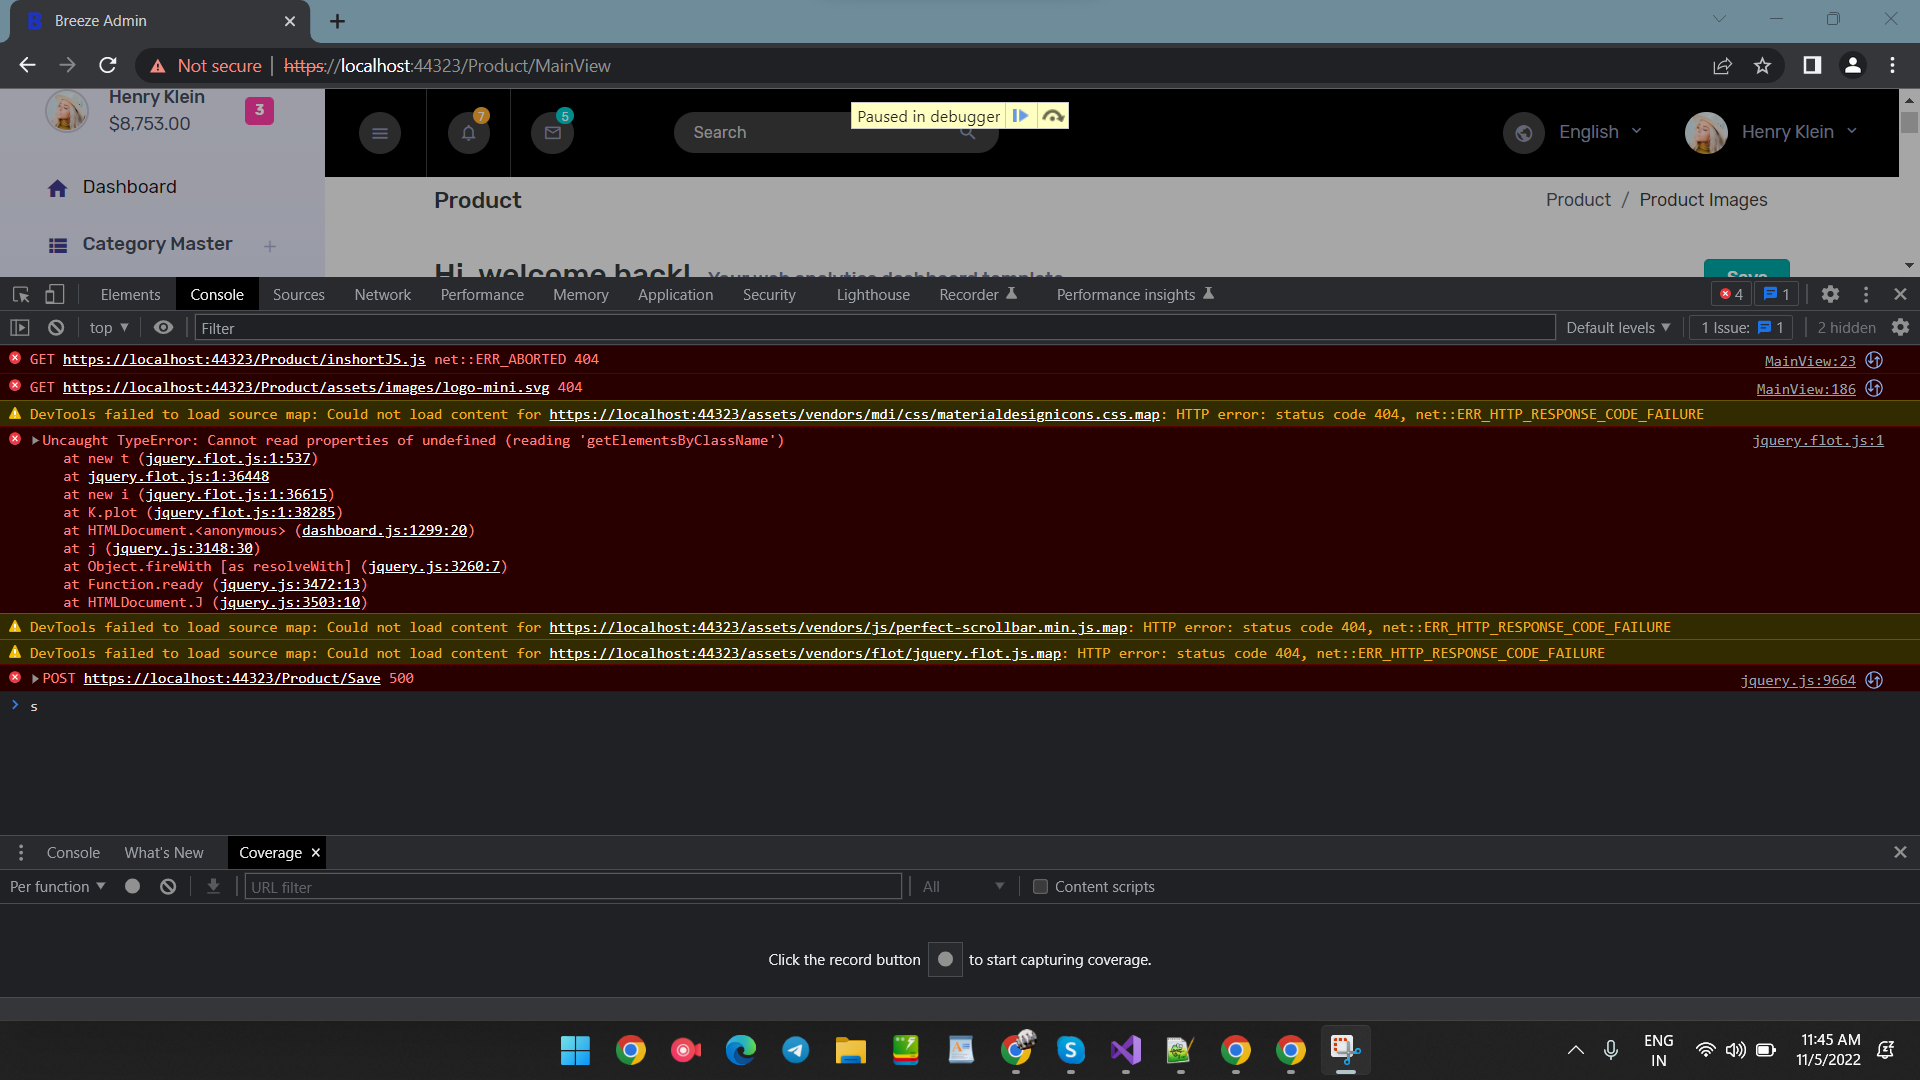 Breeze Admin
Not secure | https://localhost:44323/Product/MainView
Henry Klein
$8,753.00
3
7
5
Search
Paused in debugger
English
Henry Klein
Dashboard
Category Master
Product
Product / Product Images
Hi, welcome back! Your web analytics dashboard template
Save
Elements Console Sources Network Performance Memory Application Security Lighthouse Recorder Performance insights 4 1
top Filter Default levels 1 Issue: 1 2 hidden
GET https://localhost:44323/Product/inshortJS.js net::ERR_ABORTED 404 MainView:23
GET https://localhost:44323/Product/assets/images/logo-mini.svg 404 MainView:186
DevTools failed to load source map: Could not load content for https://localhost:44323/assets/vendors/mdi/css/materialdesignicons.css.map: HTTP error: status code 404, net::ERR_HTTP_RESPONSE_CODE_FAILURE
Uncaught TypeError: Cannot read properties of undefined (reading 'getElementsByClassName') jquery.flot.js:1
at new t (jquery.flot.js:1:537)
at jquery.flot.js:1:36448
at new i (jquery.flot.js:1:36615)
at K.plot (jquery.flot.js:1:38285)
at HTMLDocument.<anonymous> (dashboard.js:1299:20)
at j (jquery.js:3148:30)
at Object.fireWith [as resolveWith] (jquery.js:3260:7)
at Function.ready (jquery.js:3472:13)
at HTMLDocument.J (jquery.js:3503:10)
DevTools failed to load source map: Could not load content for https://localhost:44323/assets/vendors/js/perfect-scrollbar.min.js.map: HTTP error: status code 404, net::ERR_HTTP_RESPONSE_CODE_FAILURE
DevTools failed to load source map: Could not load content for https://localhost:44323/assets/vendors/flot/jquery.flot.js.map: HTTP error: status code 404, net::ERR_HTTP_RESPONSE_CODE_FAILURE
POST https://localhost:44323/Product/Save 500 jquery.js:9664
s
Console What's New Coverage
Per function URL filter All Content scripts
Click the record button to start capturing coverage.
ENG
IN
11:45 AM
11/5/2022